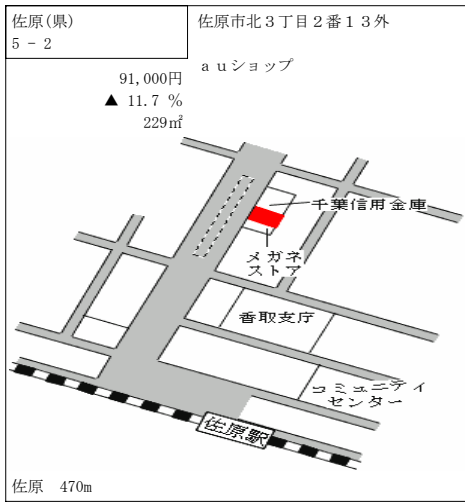 佐原(県)
5 - 2
佐原市北3丁目2番13外
auショップ
91,000円
▲ 11.7 %
229㎡
千葉信用金庫
メガネ
ストア
香取支庁
コミュニティ
センター
佐原駅
佐原 470m